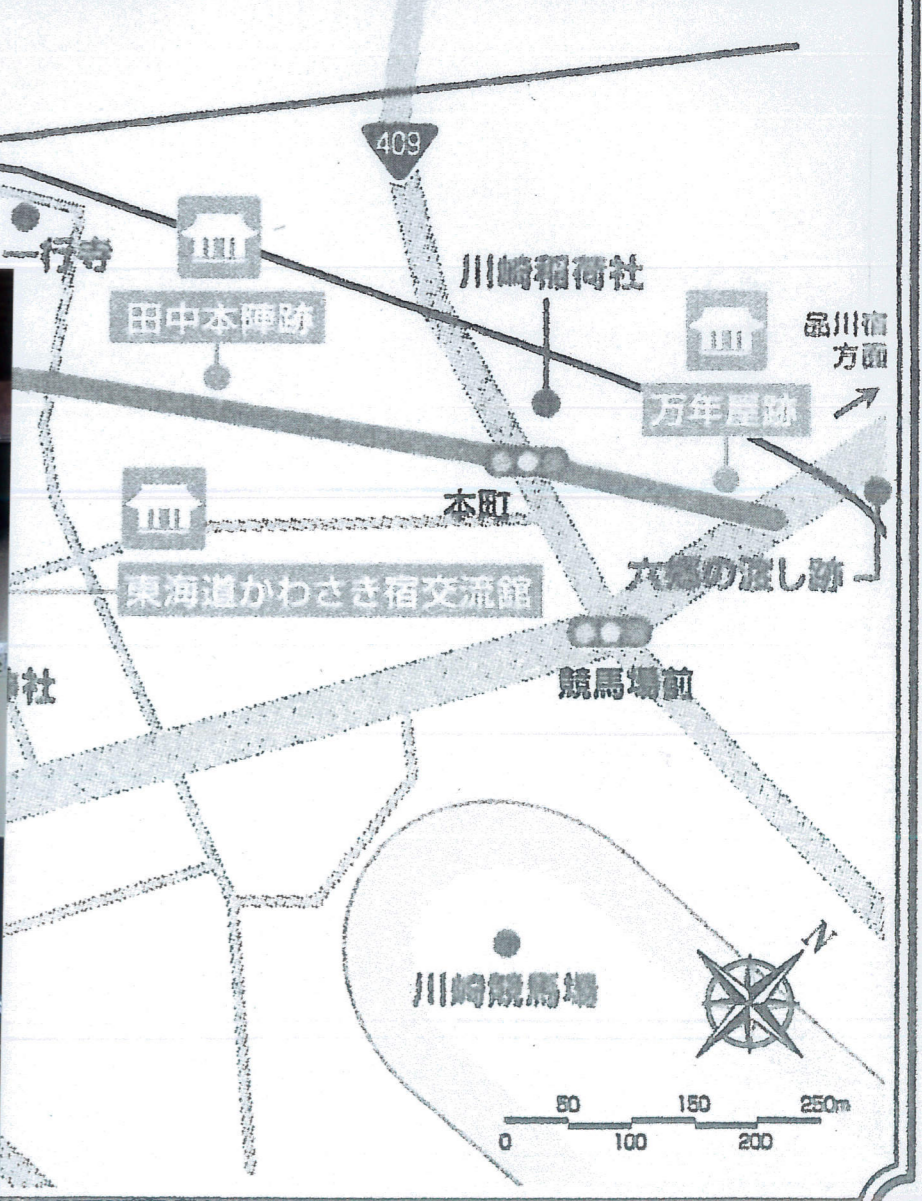 409
一行寺
川崎稲荷社
田中本陣跡
品川宿
方面
万年屋跡
本町
六郷の渡し跡
東海道かわさき宿交流館
社
競馬場前
川崎競馬場
N
50 150 250m
0 100 200